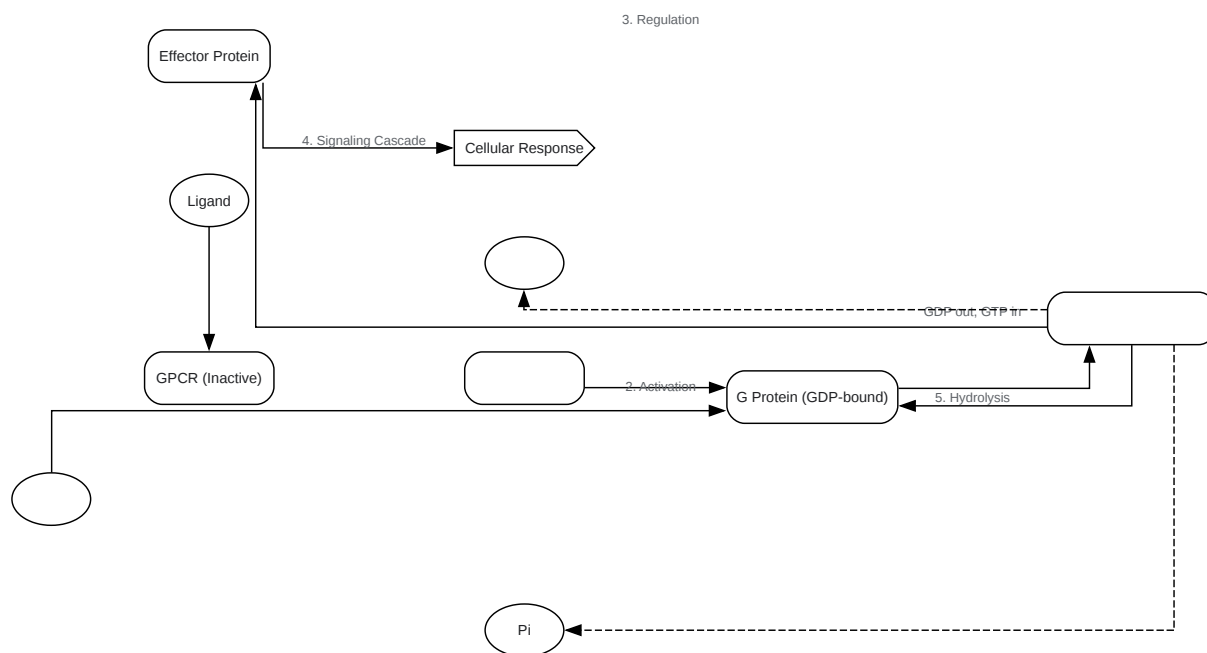 3. Regulation
Effector Protein
4. Signaling Cascade
Cellular Response
Ligand
GDP out, GTP in
GPCR (Inactive)
2. Activation
G Protein (GDP-bound)
5. Hydrolysis
Pi